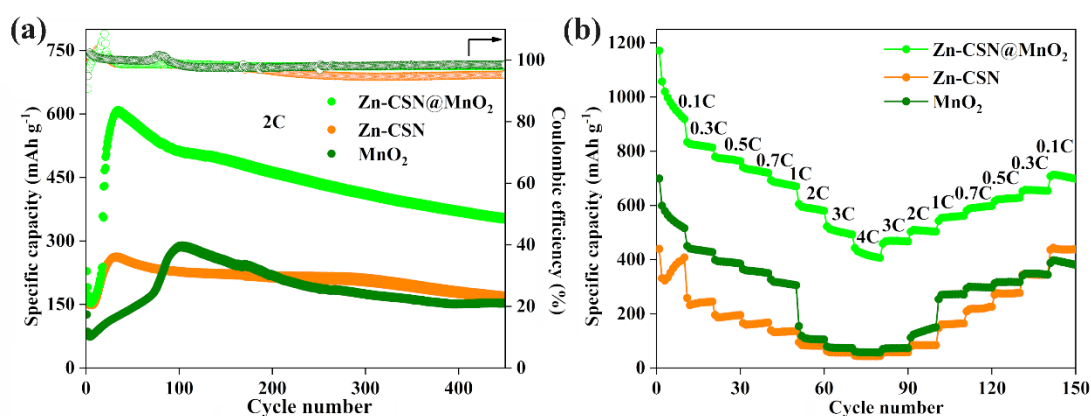 (a)
Specific capacity (mAh g⁻¹)
750
600
450
300
150
0
2C
Zn-CSN@MnO₂
Zn-CSN
MnO₂
100
80
60
40
20
0
Coulombic efficiency (%)
0 100 200 300 400
Cycle number
(b)
Specific capacity (mAh g⁻¹)
1200
1000
800
600
400
200
0
Zn-CSN@MnO₂
Zn-CSN
MnO₂
0.1C
0.3C
0.5C
0.7C
1C
2C
3C
4C
3C
2C
1C
0.7C
0.5C
0.3C
0.1C
0 30 60 90 120 150
Cycle number